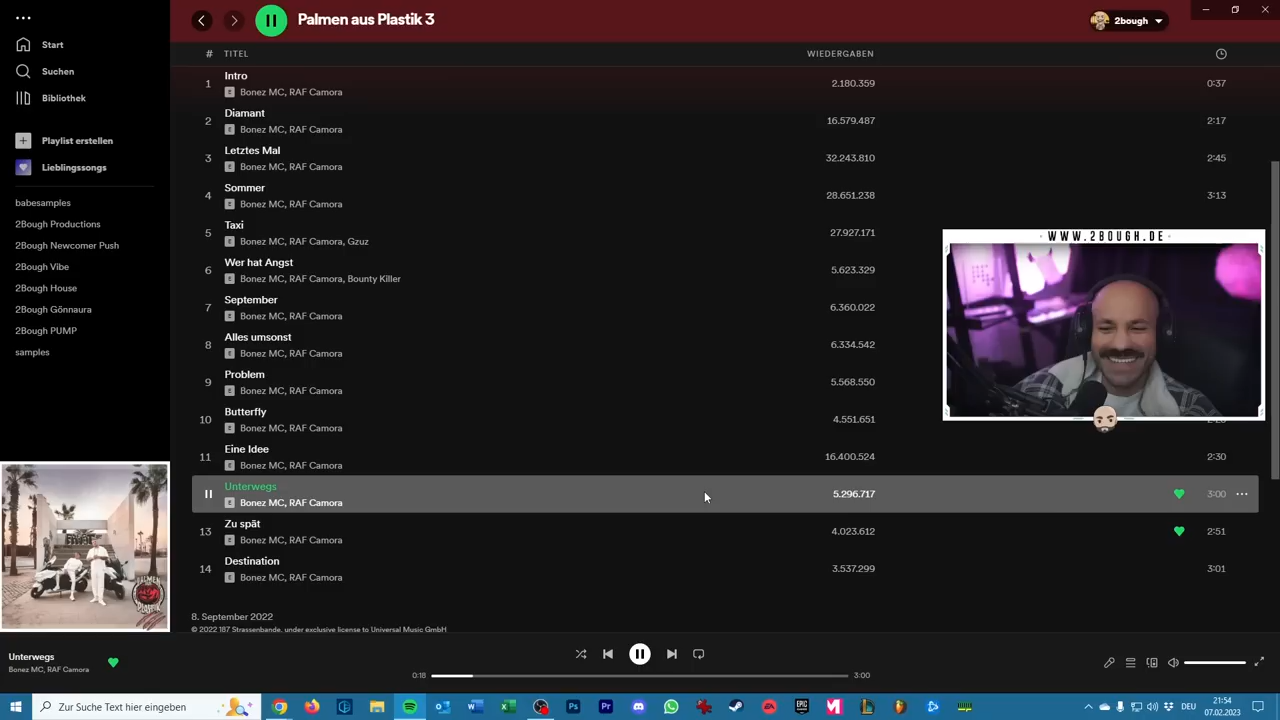 Palmen aus Plastik 3
2bough
Start
Suchen
Bibliothek
Playlist erstellen
Lieblingssongs
babesamples
2Bough Productions
2Bough Newcomer Push
2Bough Vibe
2Bough House
2Bough Gönnaura
2Bough PUMP
samples
# TITEL WIEDERGABEN
1 Intro 2.180.359 0:37
E Bonez MC, RAF Camora
2 Diamant 16.579.487 2:17
E Bonez MC, RAF Camora
3 Letztes Mal 32.243.810 2:45
E Bonez MC, RAF Camora
4 Sommer 28.651.238 3:13
E Bonez MC, RAF Camora
5 Taxi 27.927.171
E Bonez MC, RAF Camora, Gzuz
6 Wer hat Angst 5.623.329
E Bonez MC, RAF Camora, Bounty Killer
7 September 6.360.022
E Bonez MC, RAF Camora
8 Alles umsonst 6.334.542
E Bonez MC, RAF Camora
9 Problem 5.568.550
E Bonez MC, RAF Camora
10 Butterfly 4.551.651
E Bonez MC, RAF Camora
11 Eine Idee 16.400.524 2:30
E Bonez MC, RAF Camora
Unterwegs 5.296.717 3:00
E Bonez MC, RAF Camora
13 Zu spät 4.023.612 2:51
E Bonez MC, RAF Camora
14 Destination 3.537.299 3:01
E Bonez MC, RAF Camora
8. September 2022
© 2022 187 Strassenbande, under exclusive license to Universal Music GmbH
· WWW.2BOUGH.DE ·
PALMEN
PLASTIK
Unterwegs
Bonez MC, RAF Camora
0:18 3:00
Zur Suche Text hier eingeben
DEU
21:54
07.02.2023